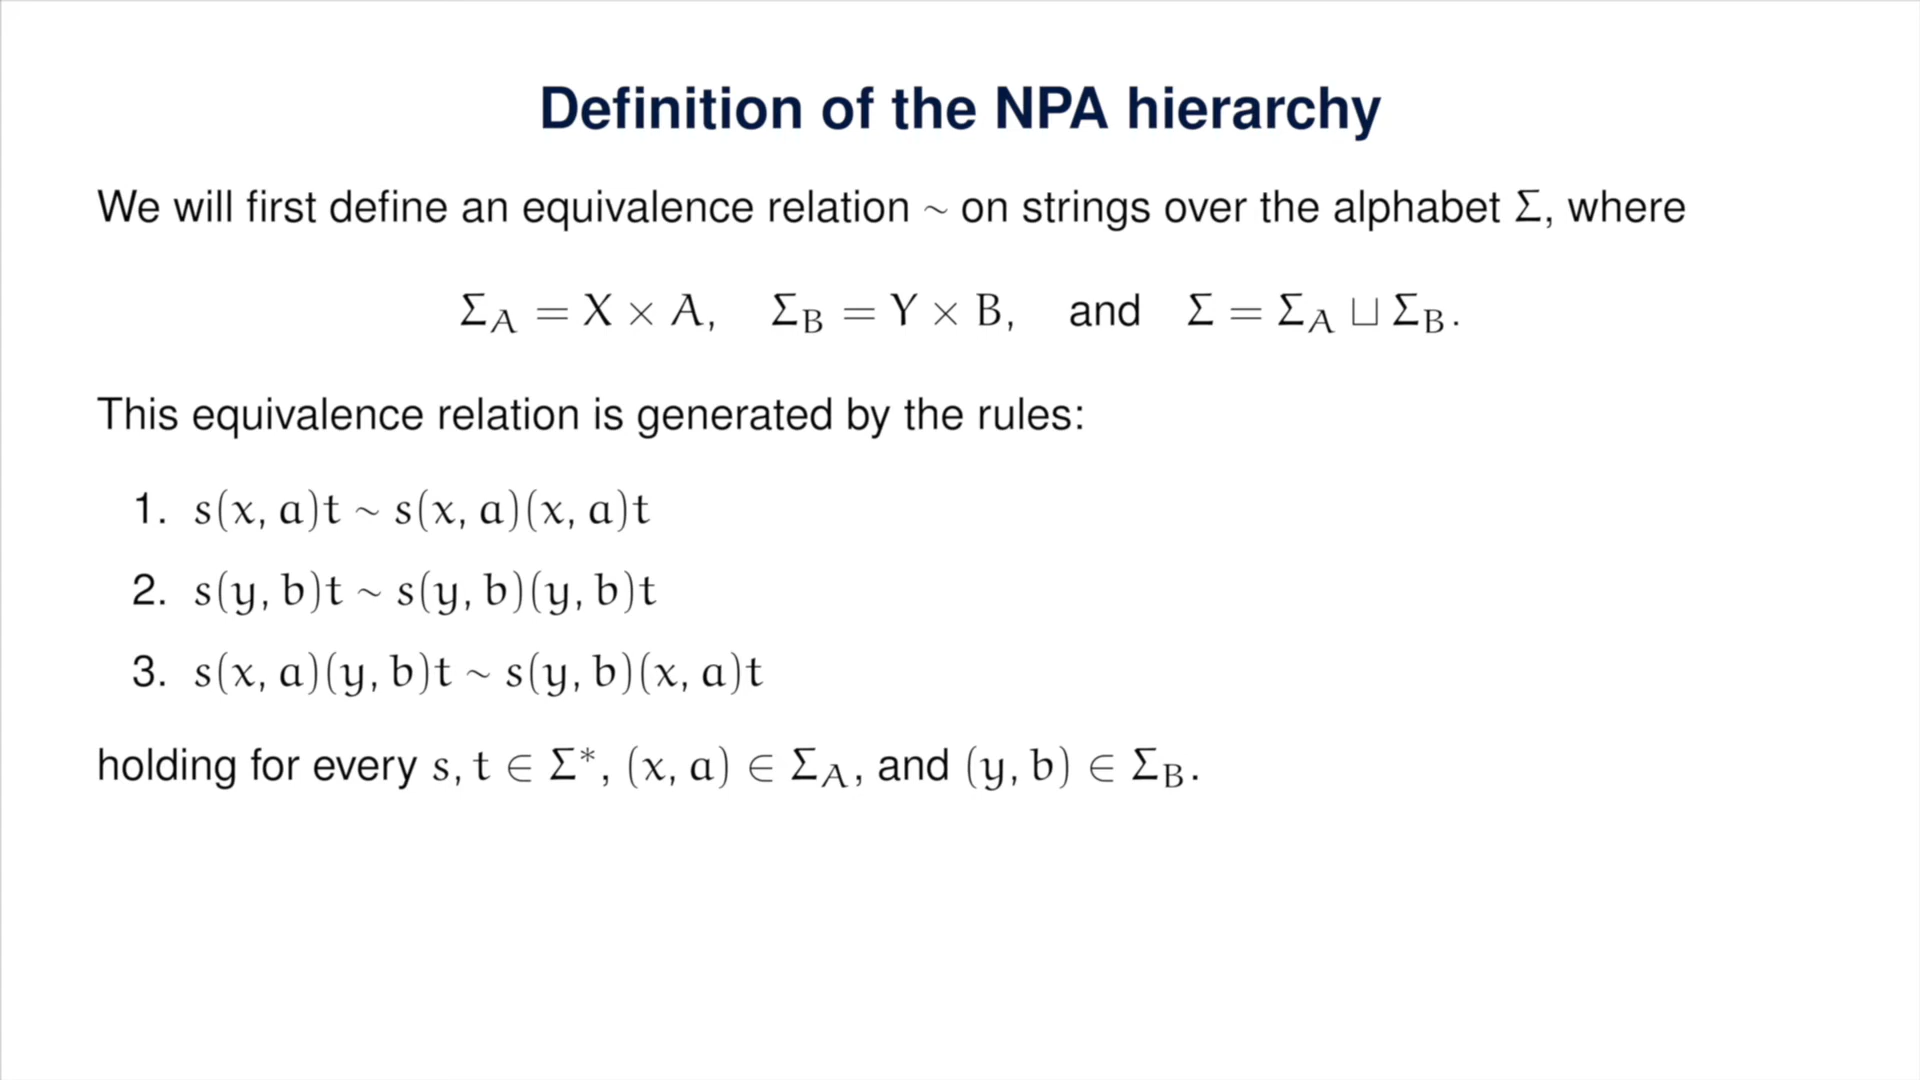 Definition of the NPA hierarchy
We will first define an equivalence relation ~ on strings over the alphabet Σ, where
Σ_A = X × A, Σ_B = Y × B, and Σ = Σ_A ⊔ Σ_B.
This equivalence relation is generated by the rules:
1. s(x, a)t ~ s(x, a)(x, a)t
2. s(y, b)t ~ s(y, b)(y, b)t
3. s(x, a)(y, b)t ~ s(y, b)(x, a)t
holding for every s, t ∈ Σ*, (x, a) ∈ Σ_A, and (y, b) ∈ Σ_B.